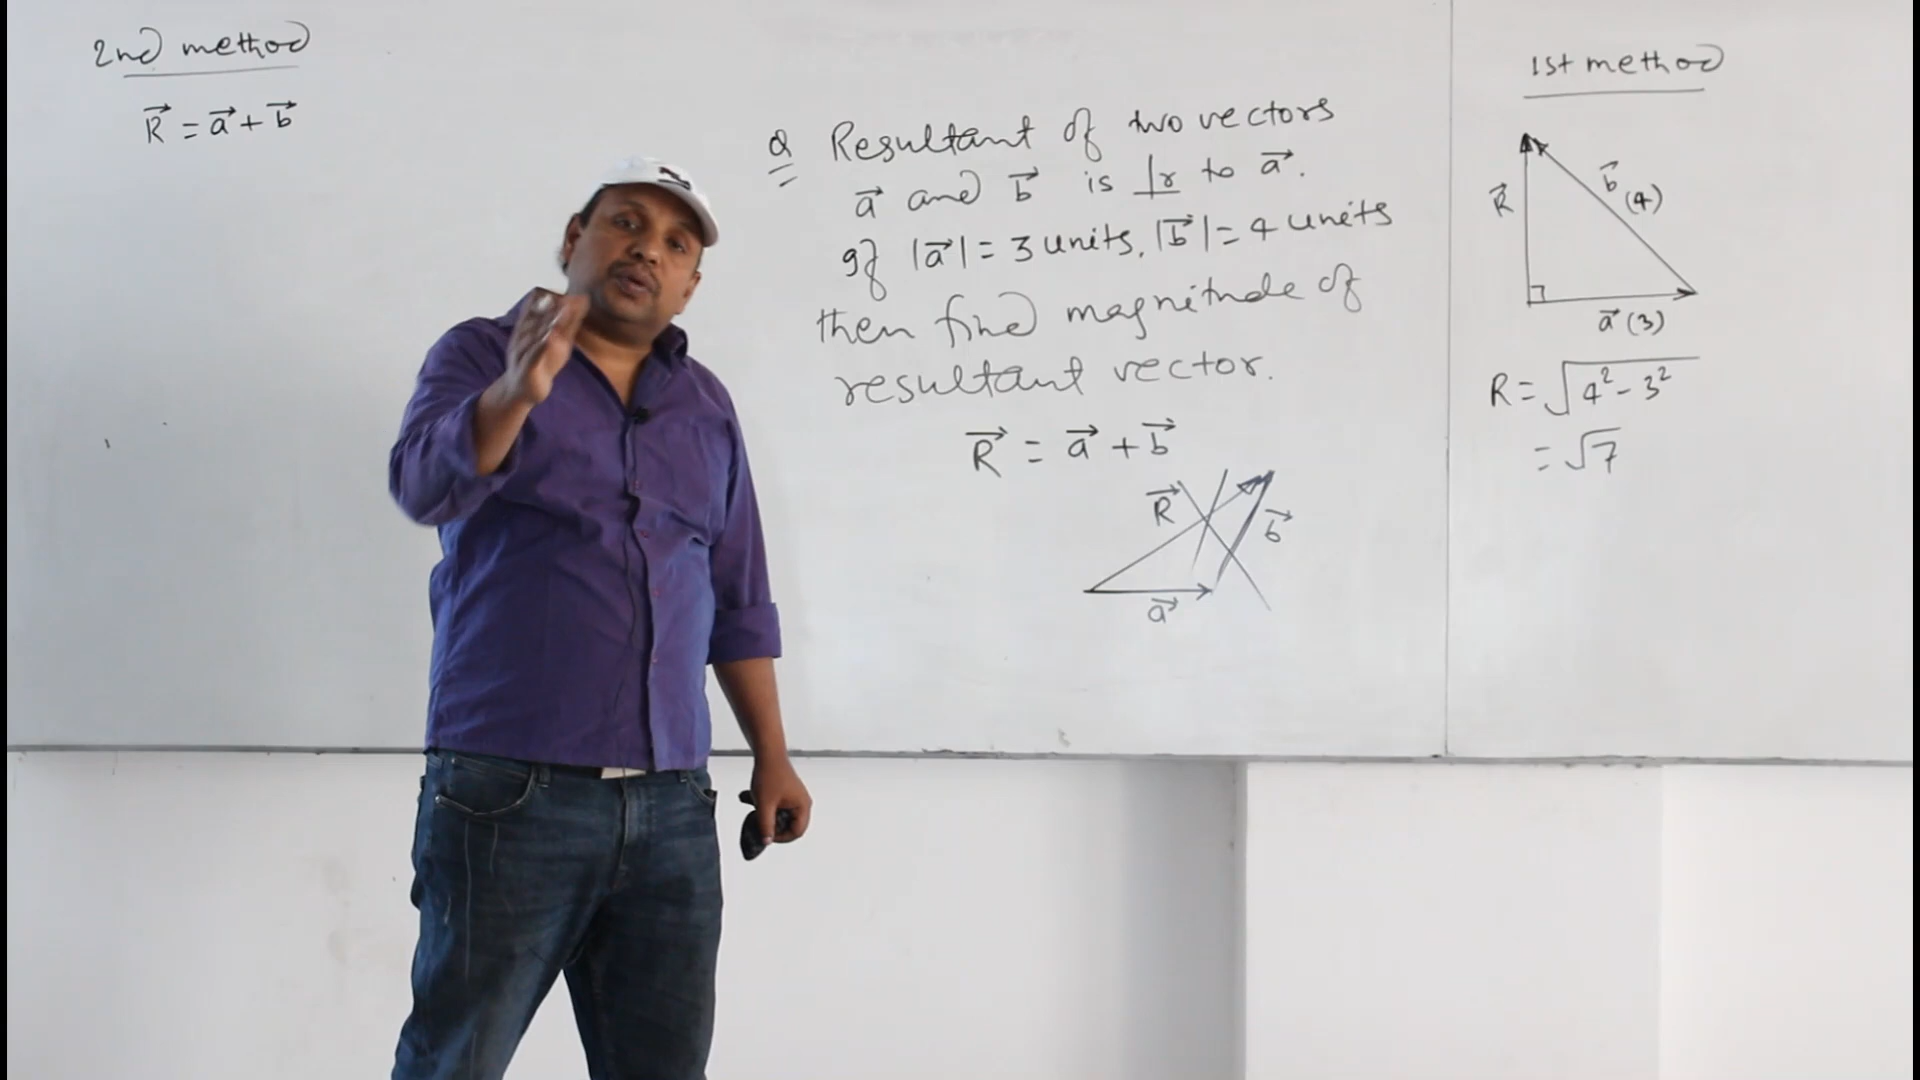 2nd method
R⃗ = a⃗ + b⃗
Q Resultant of two vectors
a⃗ and b⃗ is ⊥r to a⃗.
If |a⃗| = 3 units, |b⃗| = 4 units
then find magnitude of
resultant vector.
R⃗ = a⃗ + b⃗
R⃗
b⃗
a⃗
1st method
R⃗
b⃗ (4)
a⃗ (3)
R = √(4² - 3²)
= √7